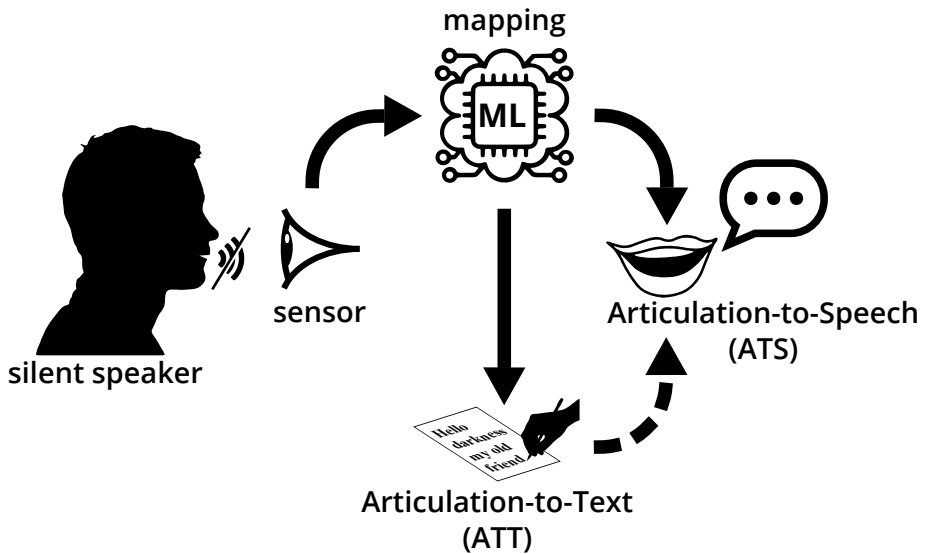 mapping
ML
silent speaker
sensor
Articulation-to-Speech
(ATS)
Hello
darkness
my old
friend
Articulation-to-Text
(ATT)